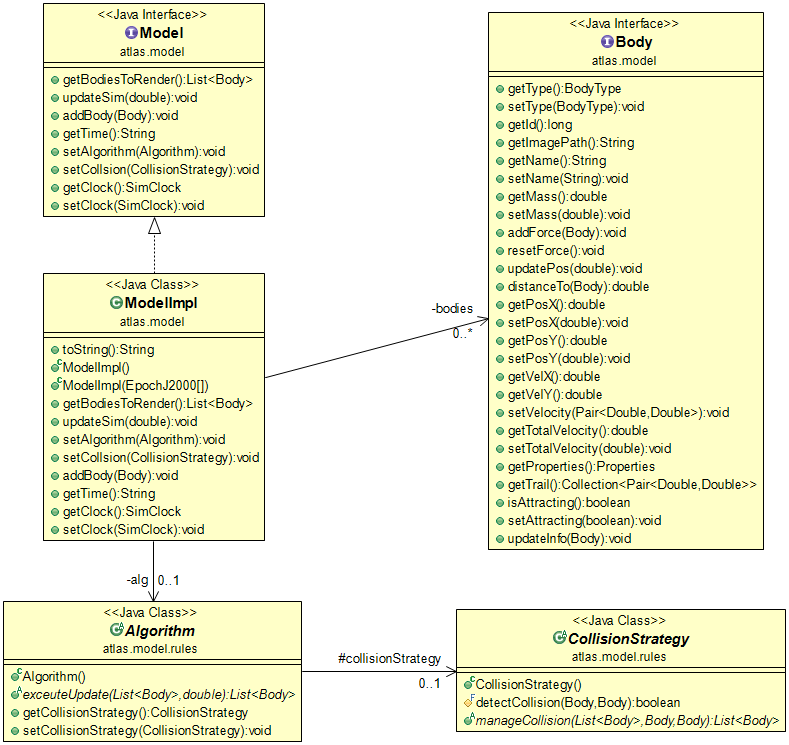 <<Java Interface>>
Model
atlas.model
getBodiesToRender():List<Body>
updateSim(double):void
addBody(Body):void
getTime():String
setAlgorithm(Algorithm):void
setCollsion(CollisionStrategy):void
getClock():SimClock
setClock(SimClock):void
<<Java Interface>>
Body
atlas.model
getType():BodyType
setType(BodyType):void
getId():long
getImagePath():String
getName():String
setName(String):void
getMass():double
setMass(double):void
addForce(Body):void
resetForce():void
updatePos(double):void
distanceTo(Body):double
getPosX():double
setPosX(double):void
getPosY():double
setPosY(double):void
getVelX():double
getVelY():double
setVelocity(Pair<Double,Double>):void
getTotalVelocity():double
setTotalVelocity(double):void
getProperties():Properties
getTrail():Collection<Pair<Double,Double>>
isAttracting():boolean
setAttracting(boolean):void
updateInfo(Body):void
<<Java Class>>
ModelImpl
atlas.model
toString():String
ModelImpl()
ModelImpl(EpochJ2000[])
getBodiesToRender():List<Body>
updateSim(double):void
setAlgorithm(Algorithm):void
setCollsion(CollisionStrategy):void
addBody(Body):void
getTime():String
getClock():SimClock
setClock(SimClock):void
-bodies
0..*
-alg
0..1
<<Java Class>>
Algorithm
atlas.model.rules
Algorithm()
exceuteUpdate(List<Body>,double):List<Body>
getCollisionStrategy():CollisionStrategy
setCollisionStrategy(CollisionStrategy):void
#collisionStrategy
0..1
<<Java Class>>
CollisionStrategy
atlas.model.rules
CollisionStrategy()
detectCollision(Body,Body):boolean
manageCollision(List<Body>,Body,Body):List<Body>